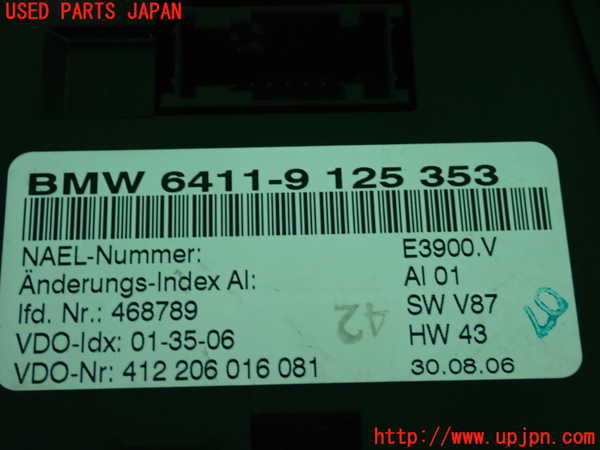 USED PARTS JAPAN
BMW 6411-9 125 353
NAEL-Nummer: E3900.V
Änderungs-Index AI: AI 01
lfd. Nr.: 468789 SW V87
VDO-Idx: 01-35-06 HW 43
VDO-Nr: 412 206 016 081 30.08.06
42
http://www.upjpn.com/